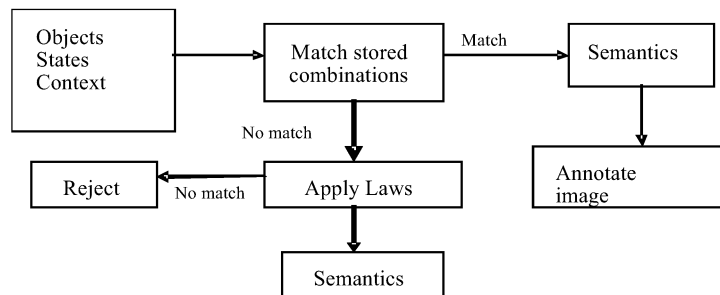 Objects
States
Context
Match stored
combinations
Match
Semantics
No match
Annotate
image
Reject
No match
Apply Laws
Semantics